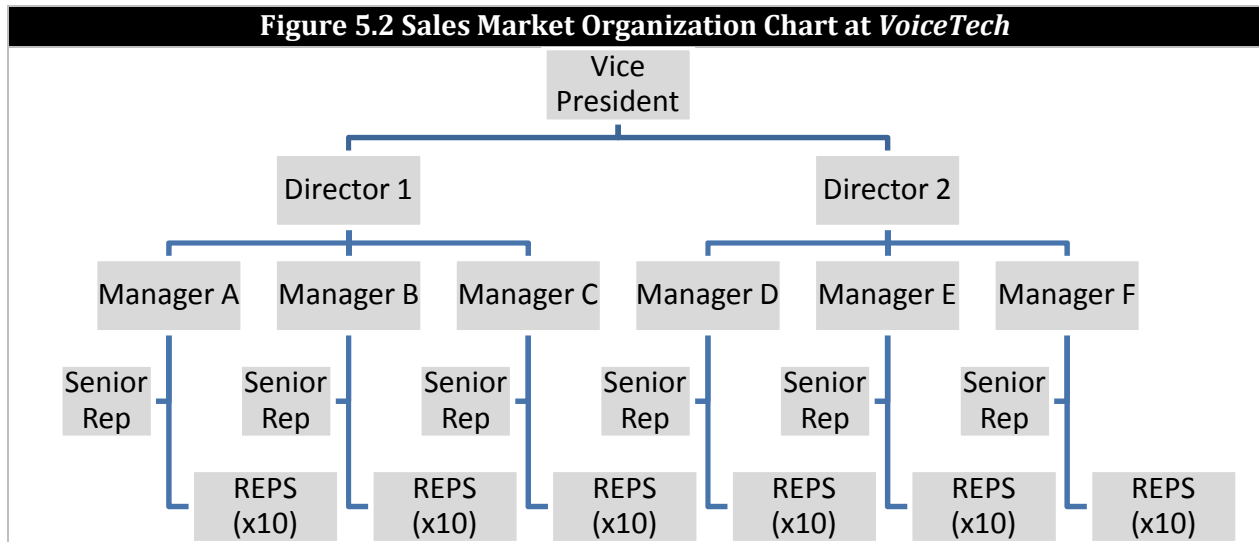 Figure 5.2 Sales Market Organization Chart at VoiceTech
Vice
President
Director 1
Director 2
Manager A
Manager B
Manager C
Manager D
Manager E
Manager F
Senior
Rep
Senior
Rep
Senior
Rep
Senior
Rep
Senior
Rep
Senior
Rep
REPS
(x10)
REPS
(x10)
REPS
(x10)
REPS
(x10)
REPS
(x10)
REPS
(x10)